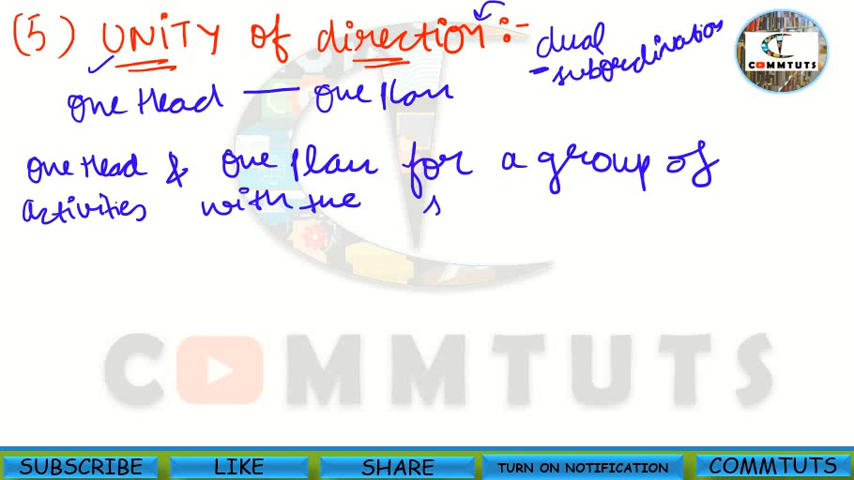 (5) UNITY of direction :-
dual
- subordination
COMMTUTS
one Head — one plan
one Head & one plan for a group of
activities with the s
COMMTUTS
SUBSCRIBE
LIKE
SHARE
TURN ON NOTIFICATION
COMMTUTS